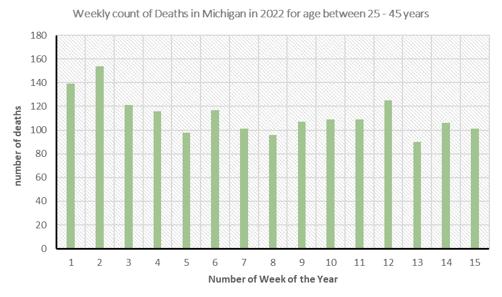 Weekly count of Deaths in Michigan in 2022 for age between 25 - 45 years
180
160
140
120
100
80
60
40
20
0
number of deaths
1 2 3 4 5 6 7 8 9 10 11 12 13 14 15
Number of Week of the Year